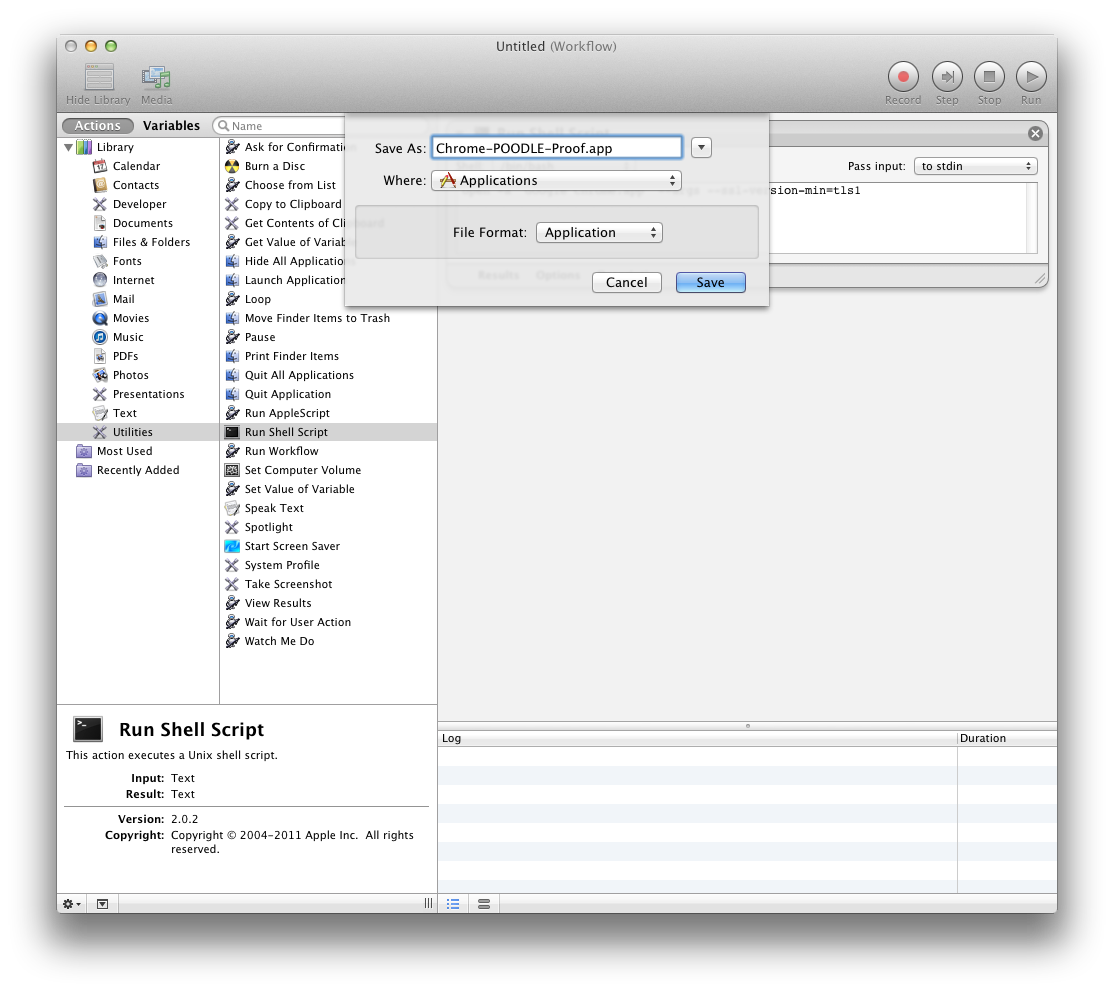 Untitled (Workflow)
Hide Library
Media
Record
Step
Stop
Run
Actions
Variables
Name
Library
Calendar
Contacts
Developer
Documents
Files & Folders
Fonts
Internet
Mail
Movies
Music
PDFs
Photos
Presentations
Text
Utilities
Most Used
Recently Added
Ask for Confirmation
Burn a Disc
Choose from List
Copy to Clipboard
Get Contents of Clipboard
Get Value of Variab
Hide All Applications
Launch Application
Loop
Move Finder Items to Trash
Pause
Print Finder Items
Quit All Applications
Quit Application
Run AppleScript
Run Shell Script
Run Workflow
Set Computer Volume
Set Value of Variable
Speak Text
Spotlight
Start Screen Saver
System Profile
Take Screenshot
View Results
Wait for User Action
Watch Me Do
Run Shell Script
Save As: Chrome-POODLE-Proof.app
Where: Applications
File Format: Application
Cancel
Save
Pass input: to stdin
--ssl-version-min=tls1
Results
Options
Run Shell Script
This action executes a Unix shell script.
Input: Text
Result: Text
Version: 2.0.2
Copyright: Copyright © 2004-2011 Apple Inc. All rights
reserved.
Log
Duration